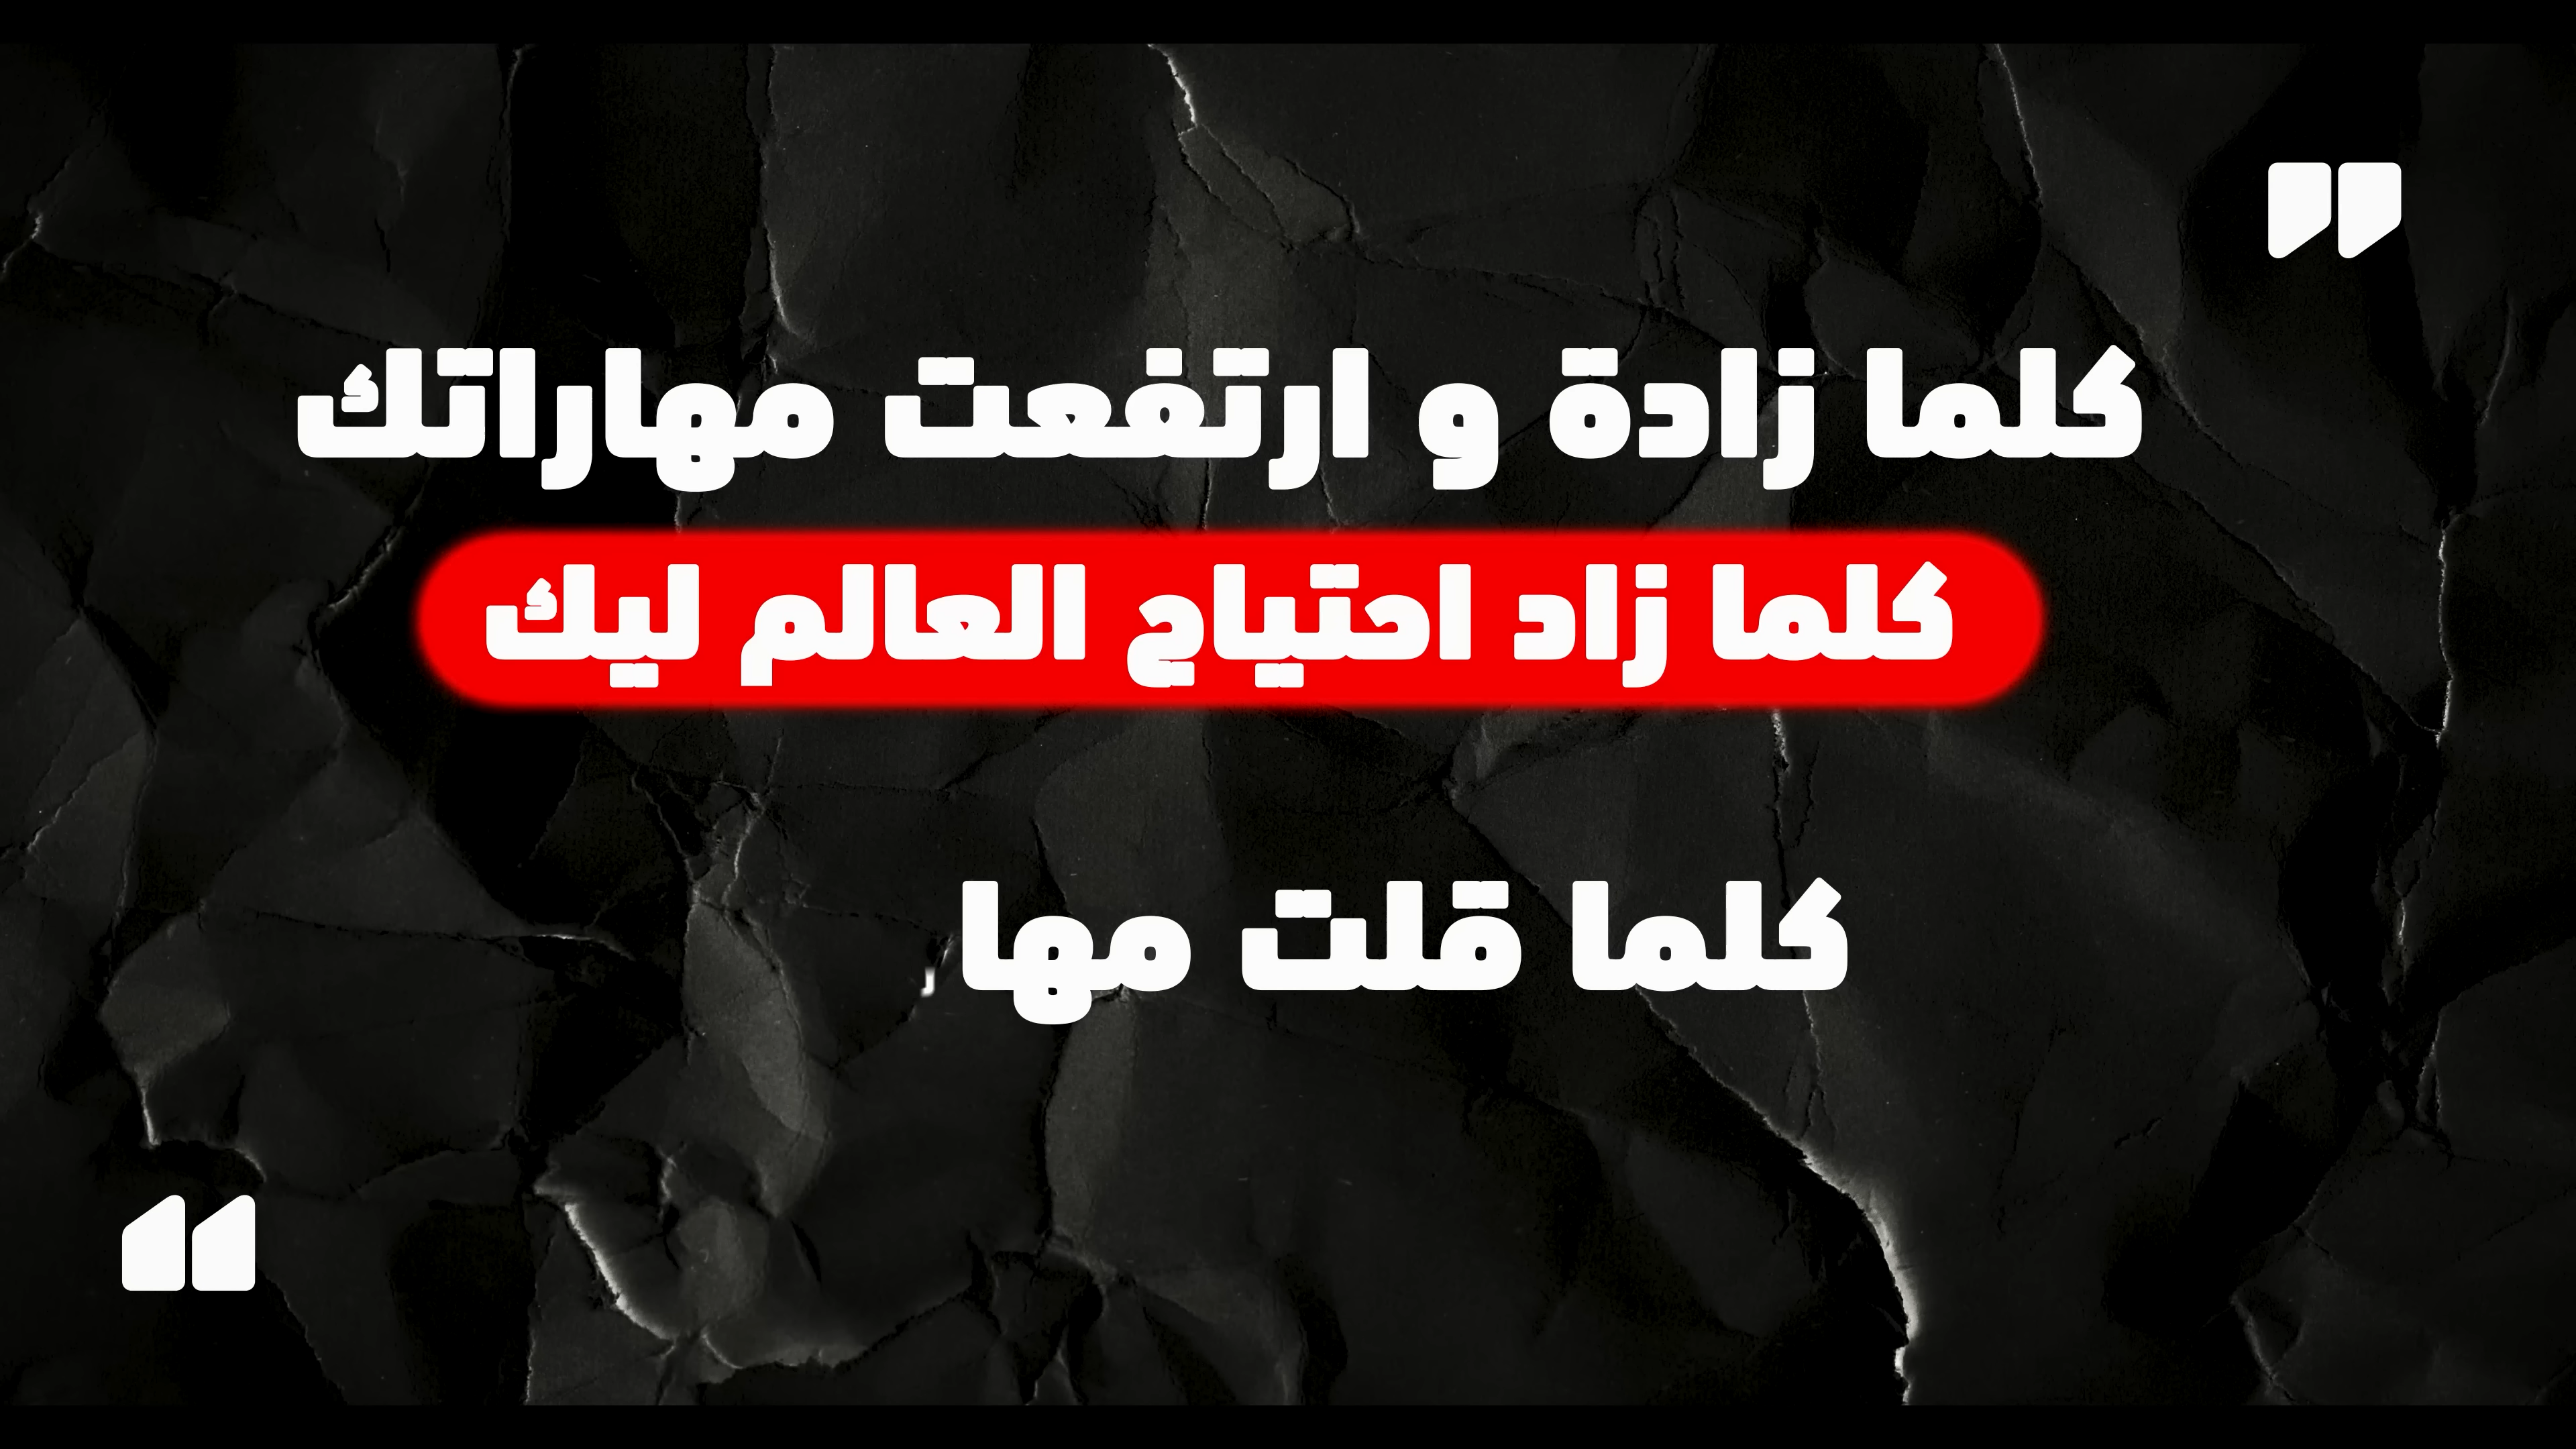 كلما زادة و ارتفعت مهاراتك
كلما زاد احتياج العالم ليك
كلما قلت مها